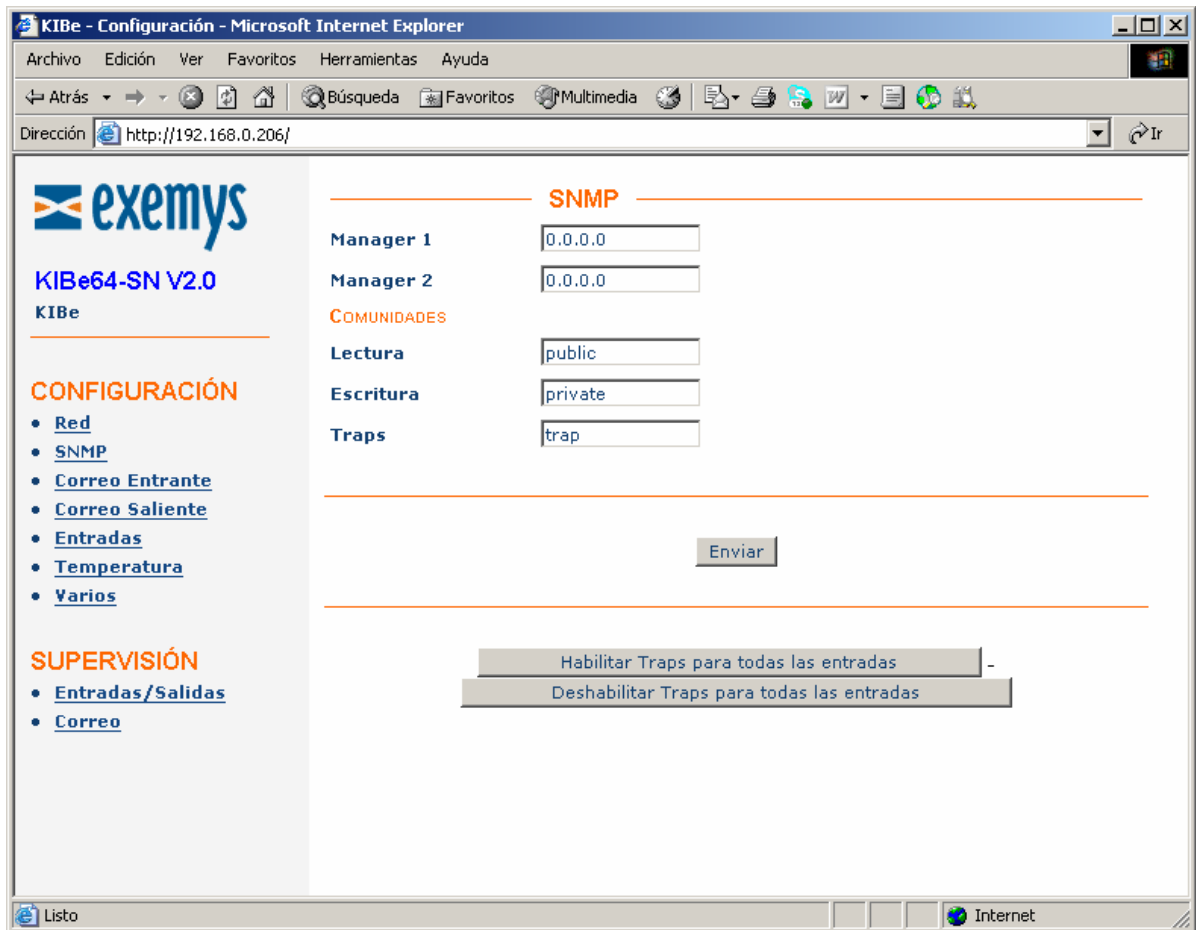 KIBe - Configuración - Microsoft Internet Explorer
Archivo Edición Ver Favoritos Herramientas Ayuda
Atrás Búsqueda Favoritos Multimedia
Dirección http://192.168.0.206/ Ir
exemys
KIBe64-SN V2.0
KIBe
CONFIGURACIÓN
Red
SNMP
Correo Entrante
Correo Saliente
Entradas
Temperatura
Varios
SUPERVISIÓN
Entradas/Salidas
Correo
SNMP
Manager 1 0.0.0.0
Manager 2 0.0.0.0
COMUNIDADES
Lectura public
Escritura private
Traps trap
Enviar
Habilitar Traps para todas las entradas -
Deshabilitar Traps para todas las entradas
Listo Internet